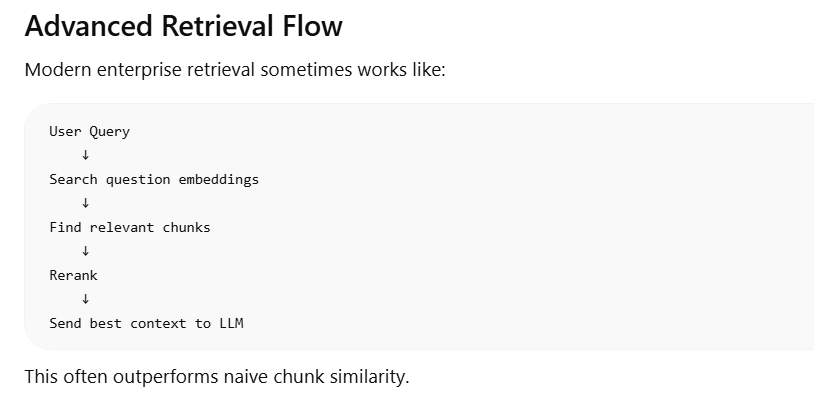 Advanced Retrieval Flow
Modern enterprise retrieval sometimes works like:
User Query
↓
Search question embeddings
↓
Find relevant chunks
↓
Rerank
↓
Send best context to LLM
This often outperforms naive chunk similarity.